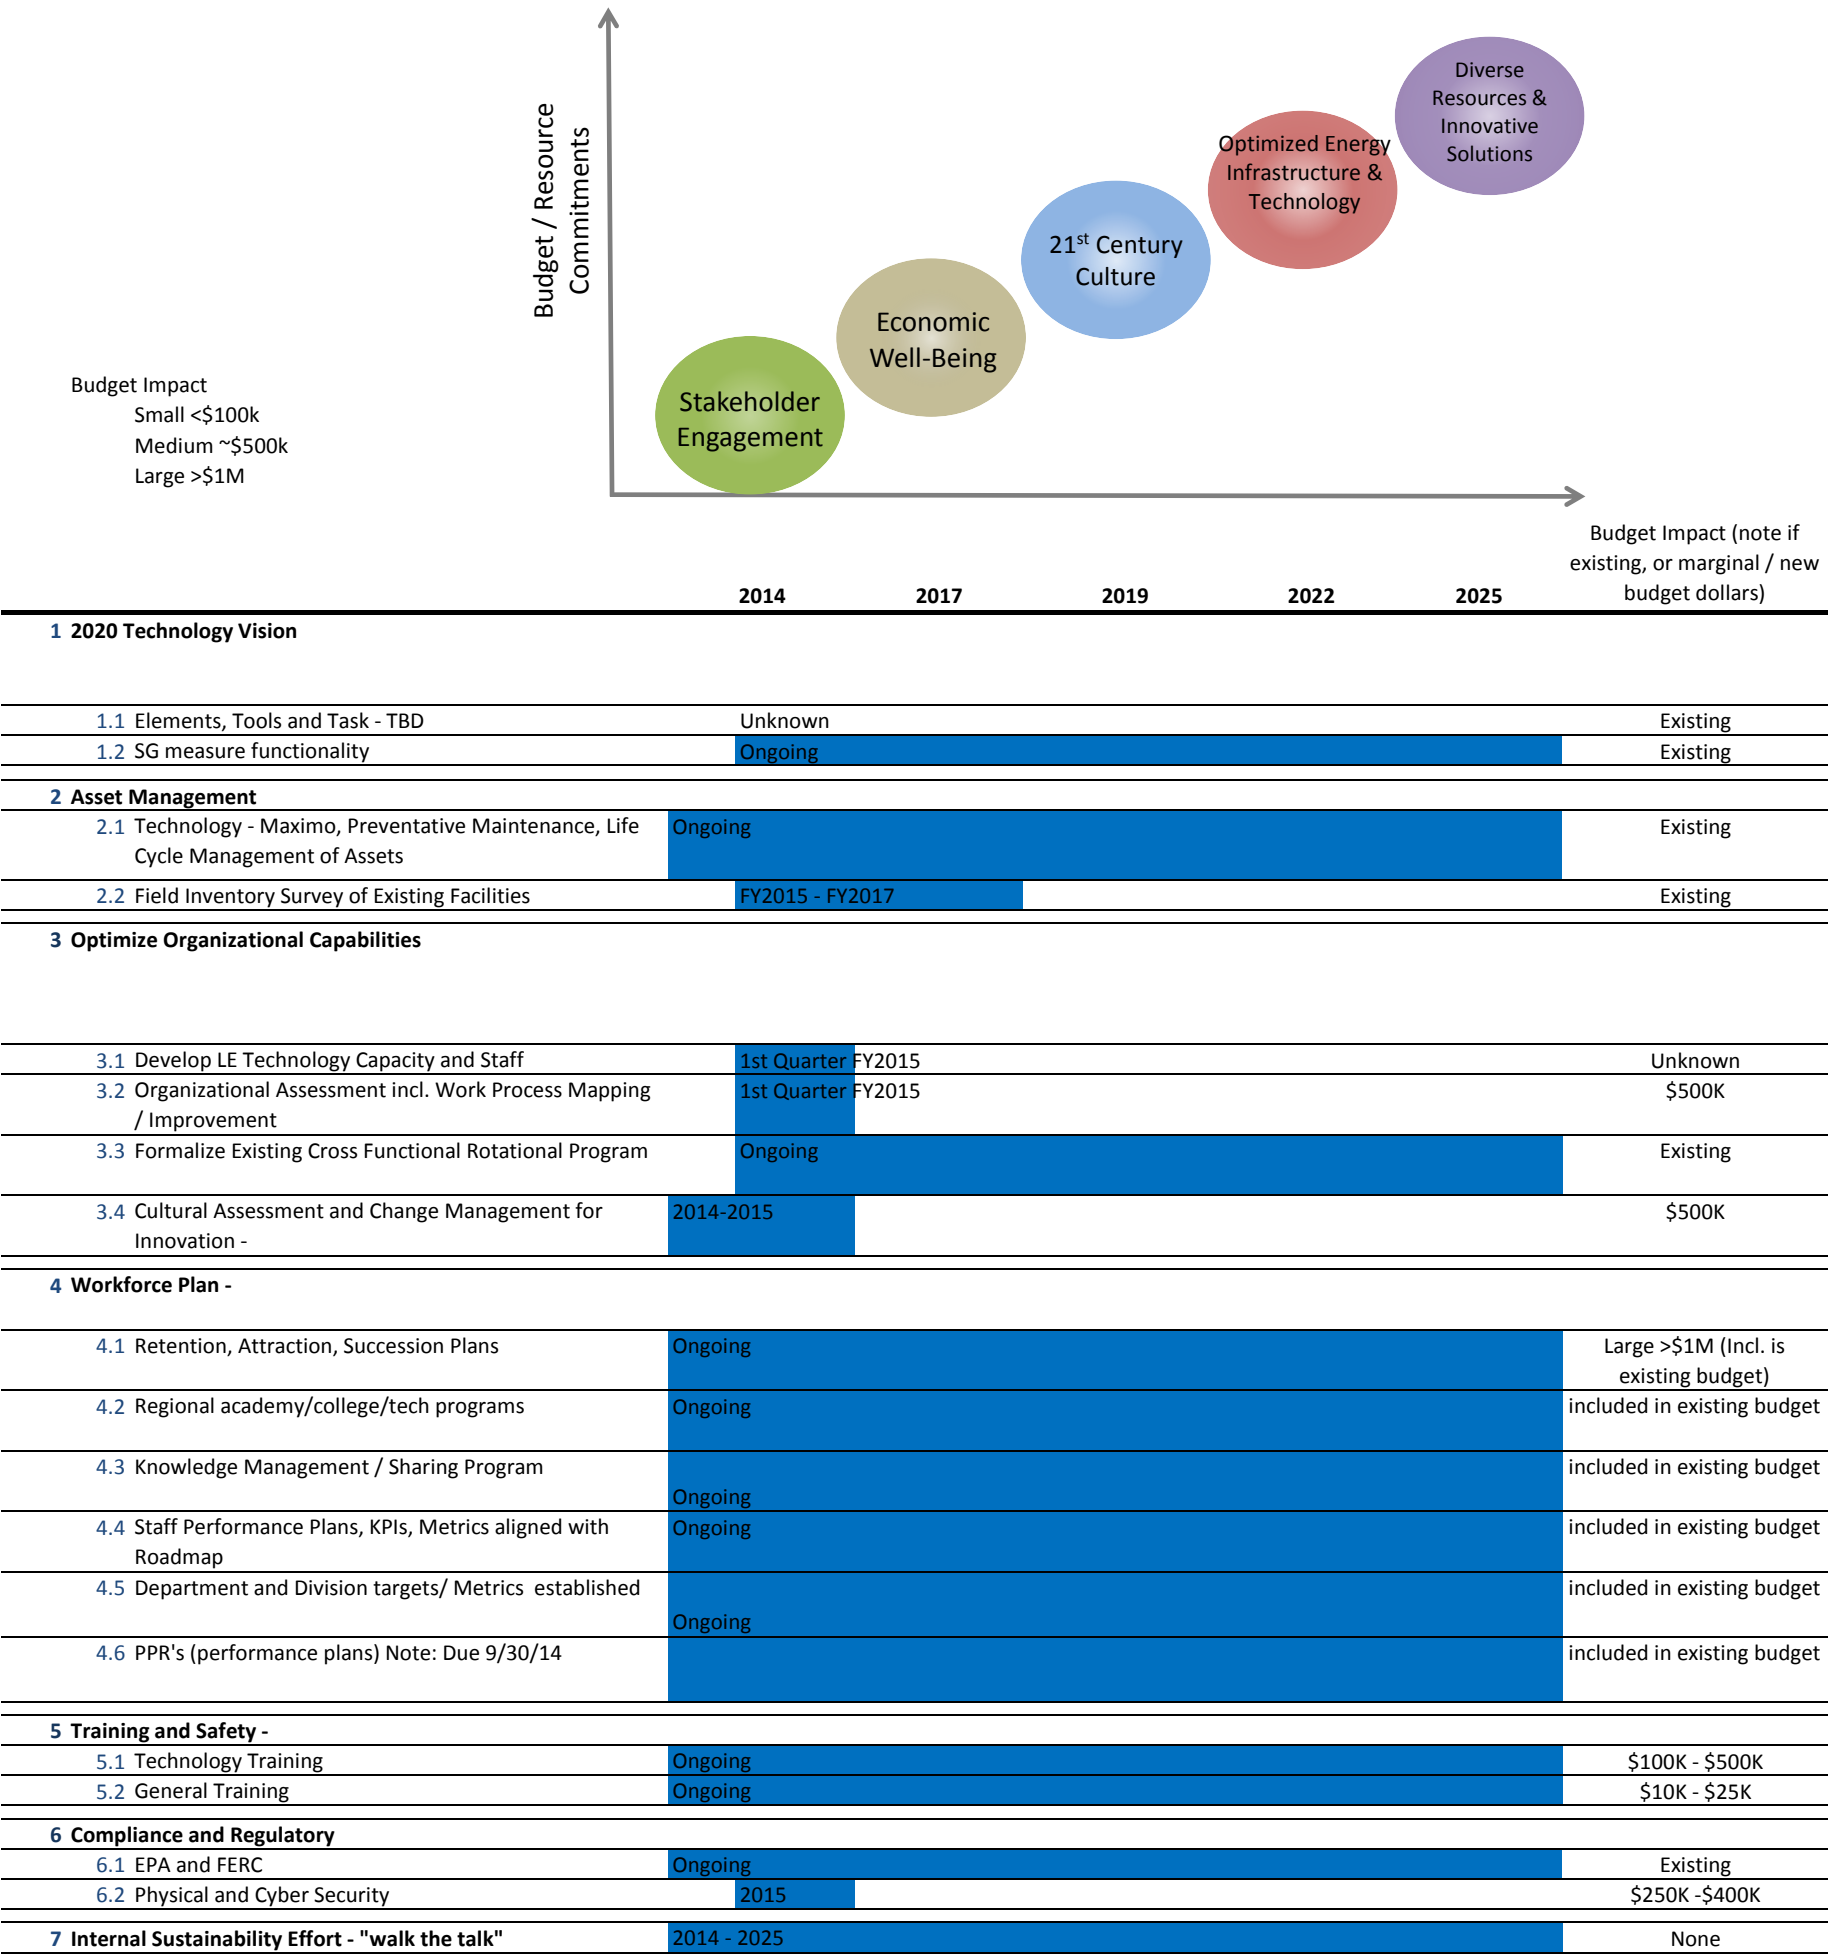 Budget / Resource
Commitments
Diverse
Resources &
Innovative
Solutions
Optimized Energy
Infrastructure &
Technology
21st Century
Culture
Economic
Well-Being
Stakeholder
Engagement
Budget Impact
Small <$100k
Medium ~$500k
Large >$1M
Budget Impact (note if
existing, or marginal / new
budget dollars)
2014 2017 2019 2022 2025
1 2020 Technology Vision
1.1 Elements, Tools and Task - TBD Unknown Existing
1.2 SG measure functionality Ongoing Existing
2 Asset Management
2.1 Technology - Maximo, Preventative Maintenance, Life Ongoing Existing
Cycle Management of Assets
2.2 Field Inventory Survey of Existing Facilities FY2015 - FY2017 Existing
3 Optimize Organizational Capabilities
3.1 Develop LE Technology Capacity and Staff 1st Quarter FY2015 Unknown
3.2 Organizational Assessment incl. Work Process Mapping 1st Quarter FY2015 $500K
/ Improvement
3.3 Formalize Existing Cross Functional Rotational Program Ongoing Existing
3.4 Cultural Assessment and Change Management for 2014-2015 $500K
Innovation -
4 Workforce Plan -
4.1 Retention, Attraction, Succession Plans Ongoing Large >$1M (Incl. is
existing budget)
4.2 Regional academy/college/tech programs Ongoing included in existing budget
4.3 Knowledge Management / Sharing Program included in existing budget
Ongoing
4.4 Staff Performance Plans, KPIs, Metrics aligned with Ongoing included in existing budget
Roadmap
4.5 Department and Division targets/ Metrics established included in existing budget
Ongoing
4.6 PPR's (performance plans) Note: Due 9/30/14 included in existing budget
5 Training and Safety -
5.1 Technology Training Ongoing $100K - $500K
5.2 General Training Ongoing $10K - $25K
6 Compliance and Regulatory
6.1 EPA and FERC Ongoing Existing
6.2 Physical and Cyber Security 2015 $250K -$400K
7 Internal Sustainability Effort - "walk the talk" 2014 - 2025 None